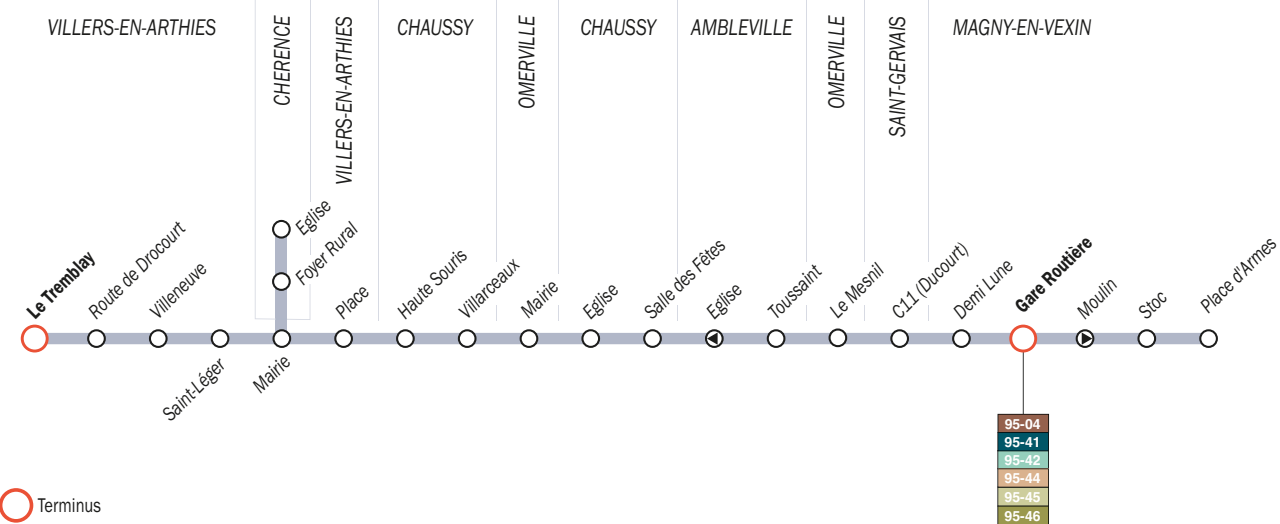 VILLERS-EN-ARTHIES
CHERENCE
VILLERS-EN-ARTHIES
CHAUSSY
OMERVILLE
CHAUSSY
AMBLEVILLE
OMERVILLE
SAINT-GERVAIS
MAGNY-EN-VEXIN
Eglise
Foyer Rural
Le Tremblay
Route de Drocourt
Villeneuve
Saint-Léger
Mairie
Place
Haute Souris
Villarceaux
Mairie
Eglise
Salle des Fêtes
Eglise
Toussaint
Le Mesnil
C11 (Ducourt)
Demi Lune
Gare Routière
Moulin
Stoc
Place d'Armes
95-04
95-41
95-42
95-44
95-45
95-46
Terminus